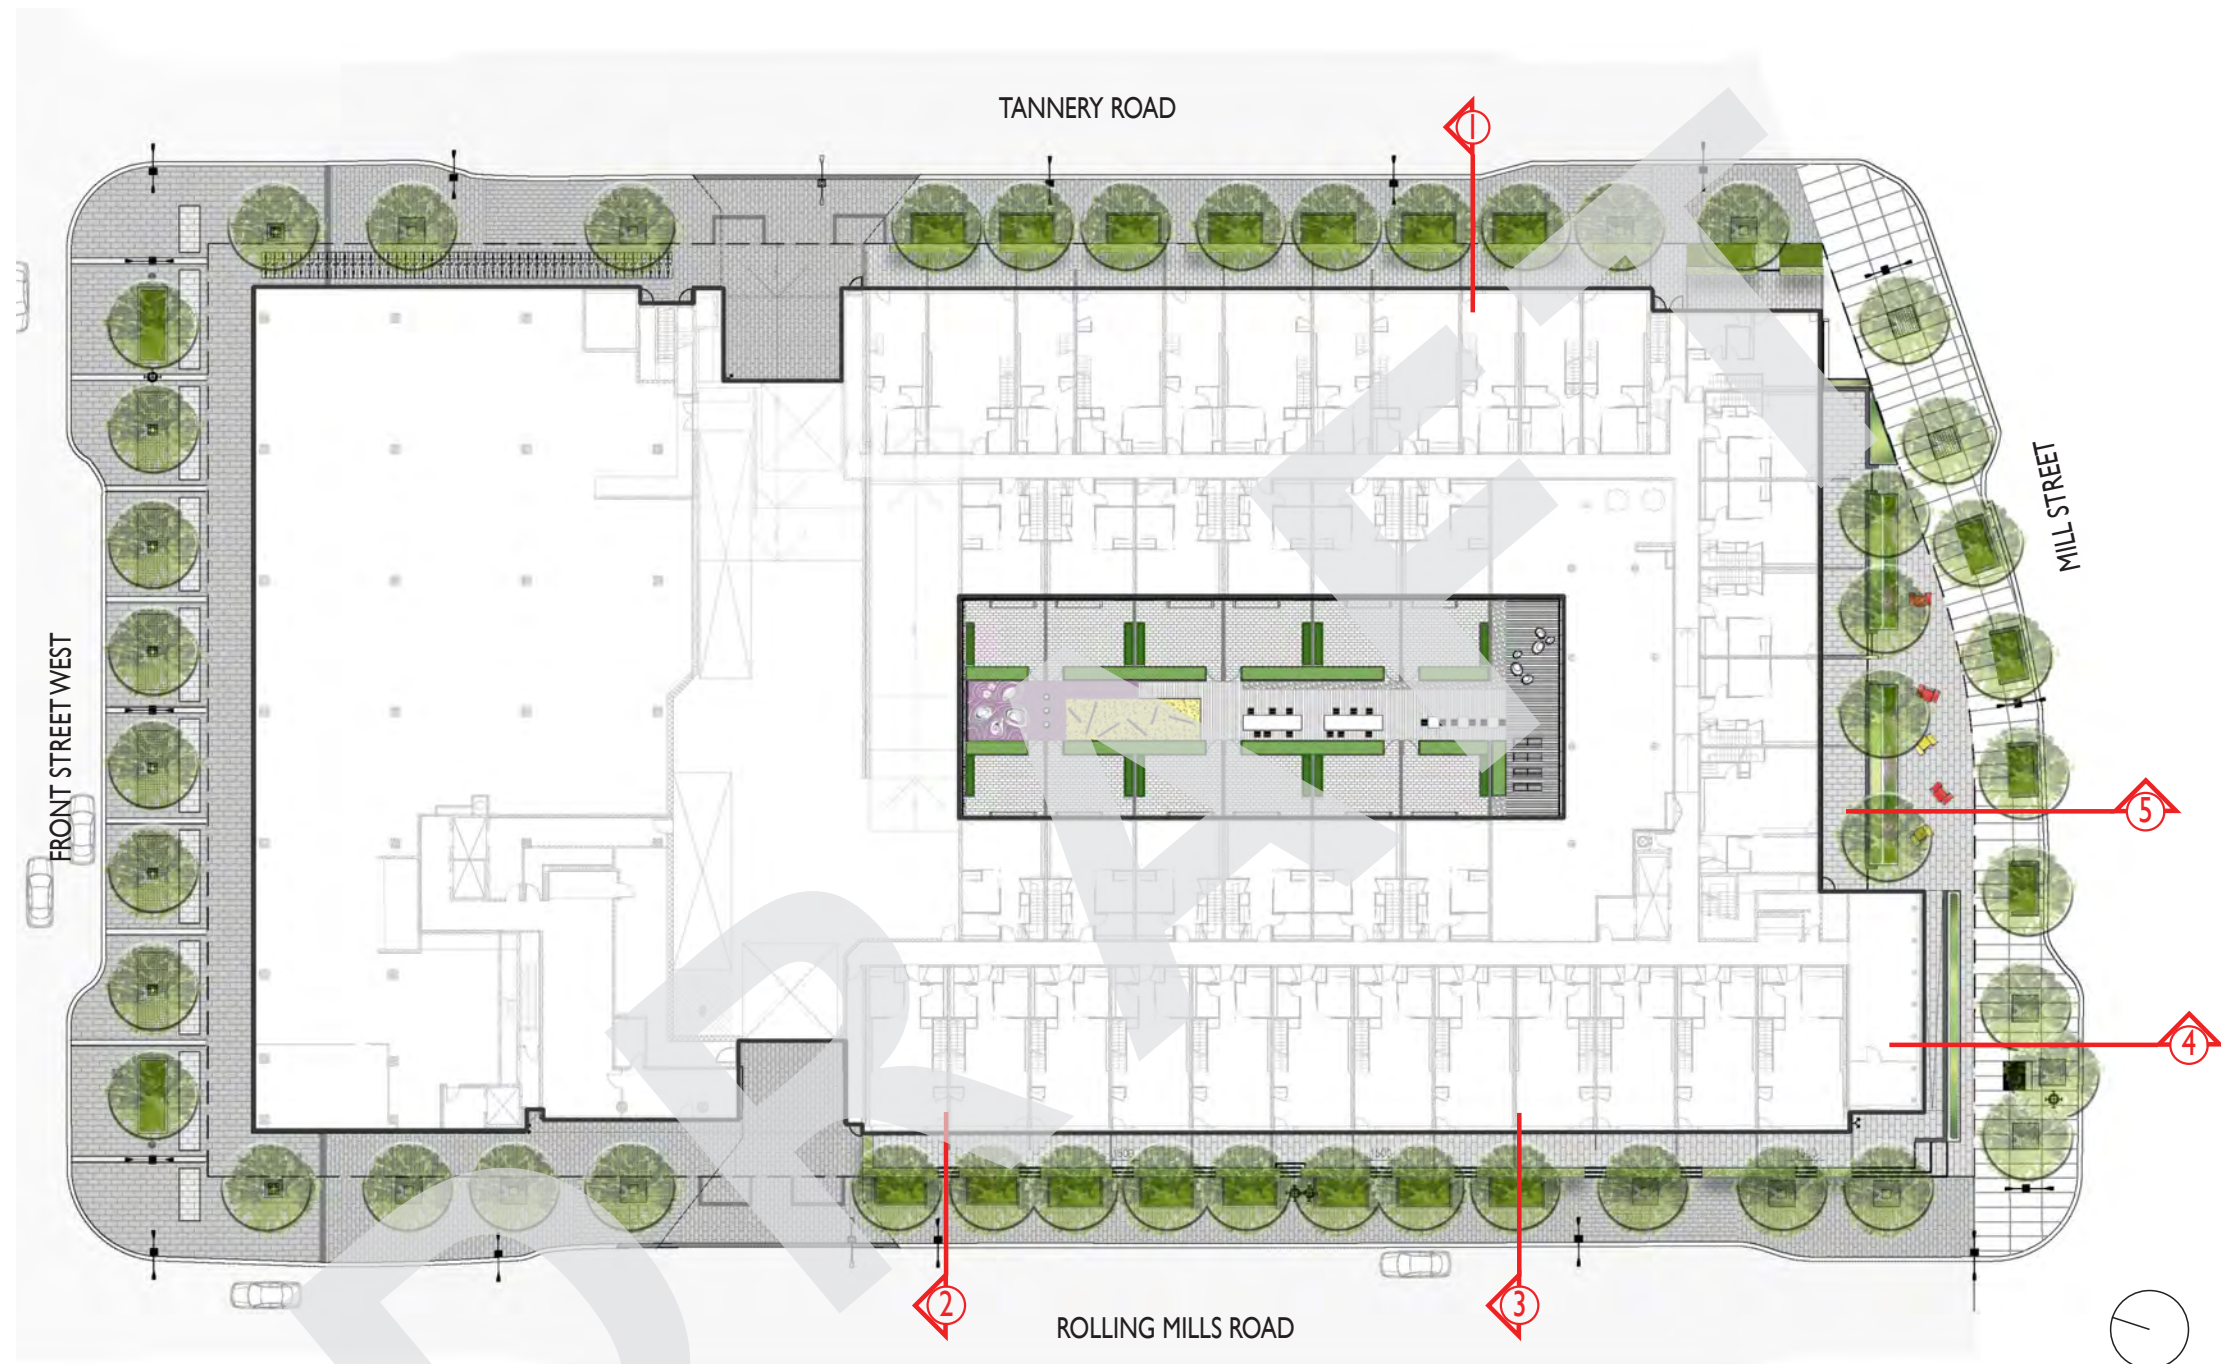 TANNERY ROAD
1
MILL STREET
FRONT STREET WEST
5
4
2
3
ROLLING MILLS ROAD
DRAFT